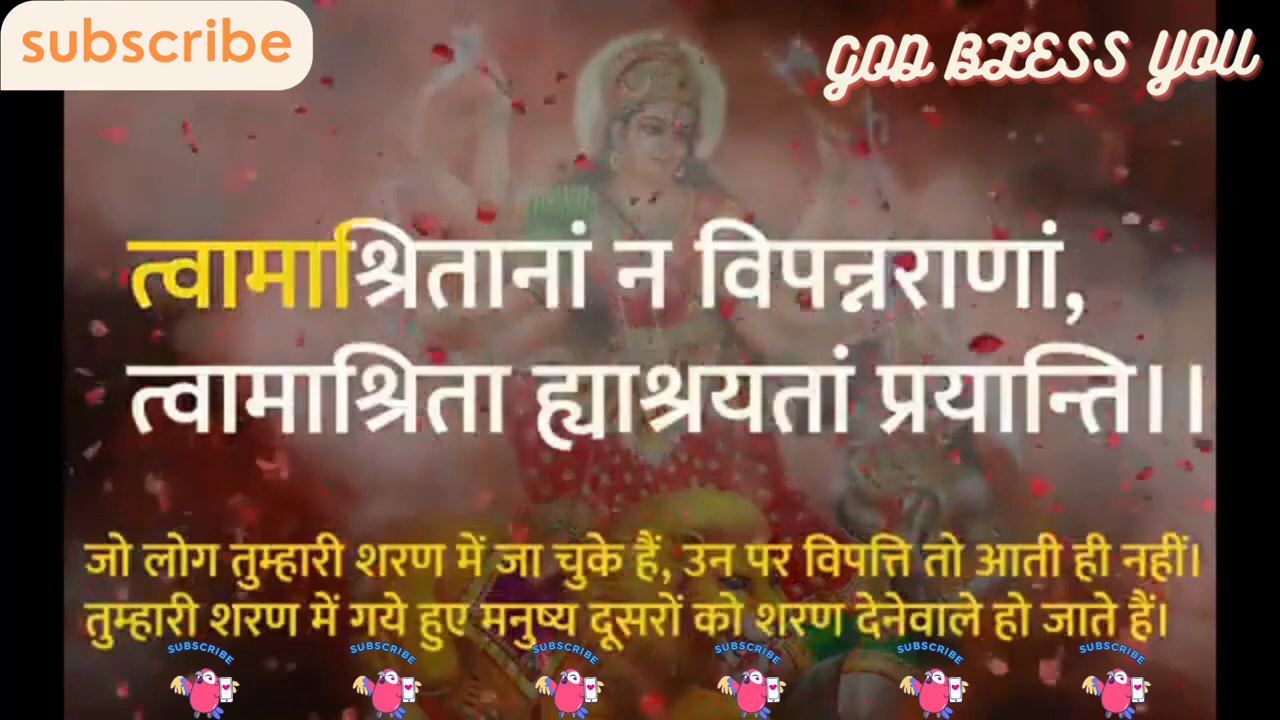 subscribe
GOD BLESS YOU
त्वामाश्रितानां न विपन्नराणां,
त्वामाश्रिता ह्याश्रयतां प्रयान्ति।।
जो लोग तुम्हारी शरण में जा चुके हैं, उन पर विपत्ति तो आती ही नहीं।
तुम्हारी शरण में गये हुए मनुष्य दूसरों को शरण देनेवाले हो जाते हैं।
SUBSCRIBE SUBSCRIBE SUBSCRIBE SUBSCRIBE SUBSCRIBE SUBSCRIBE